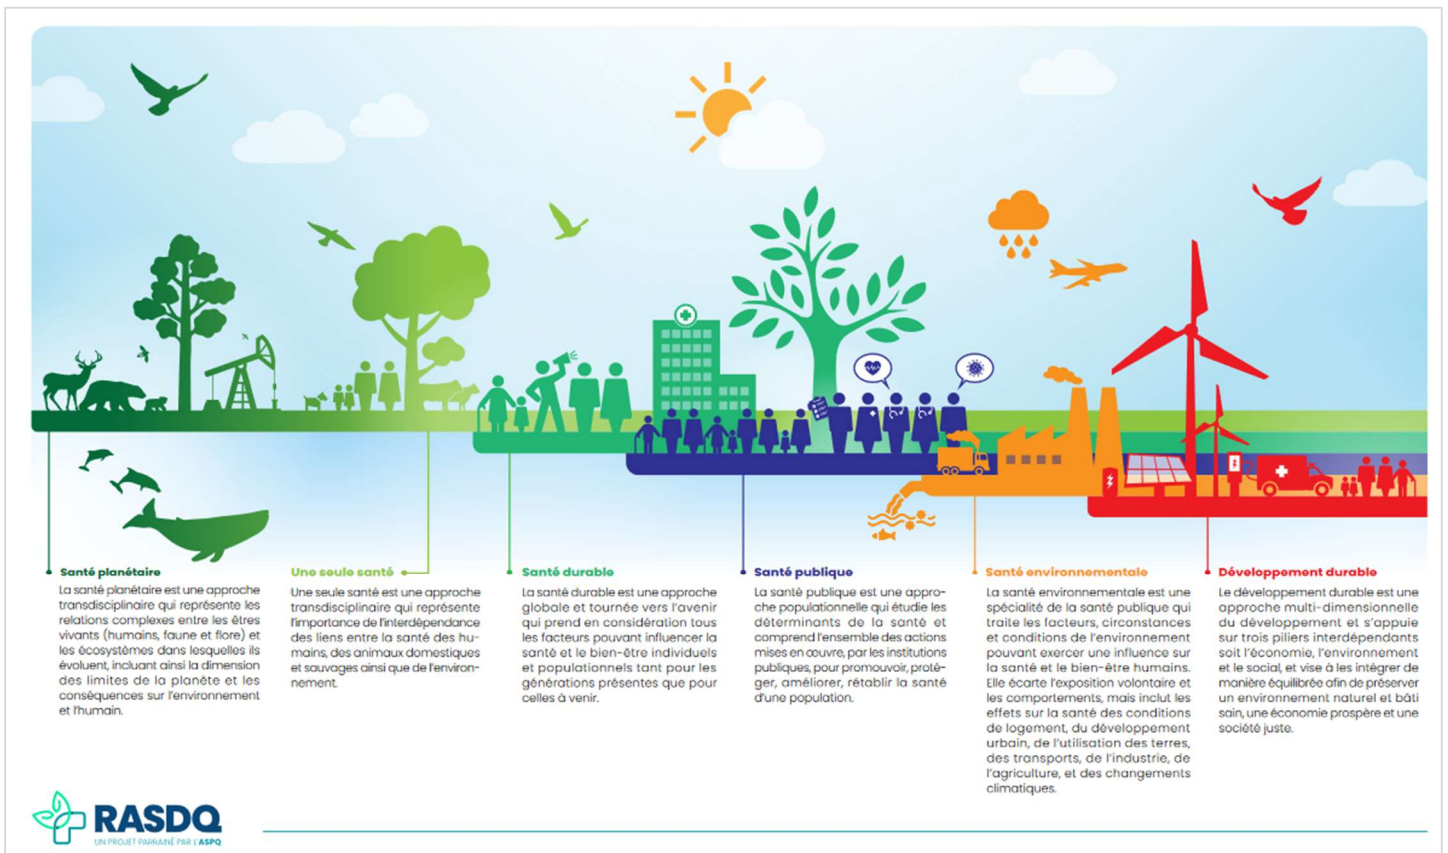 Santé planétaire
La santé planétaire est une approche
transdisciplinaire qui représente les
relations complexes entre les êtres
vivants (humains, faune et flore) et
les écosystèmes dans lesquelles ils
évoluent, incluant ainsi la dimension
des limites de la planète et les
conséquences sur l'environnement
et l'humain.
Une seule santé
Une seule santé est une approche
transdisciplinaire qui représente
l'importance de l'interdépendance
des liens entre la santé des hu-
mains, des animaux domestiques
et sauvages ainsi que de l'environ-
nement.
Santé durable
La santé durable est une approche
globale et tournée vers l'avenir
qui prend en considération tous
les facteurs pouvant influencer la
santé et le bien-être individuels
et populationnels tant pour les
générations présentes que pour
celles à venir.
Santé publique
La santé publique est une appro-
che populationnelle qui étudie les
déterminants de la santé et
comprend l'ensemble des actions
mises en œuvre, par les institutions
publiques, pour promouvoir, proté-
ger, améliorer, rétablir la santé
d'une population.
Santé environnementale
La santé environnementale est une
spécialité de la santé publique qui
traite les facteurs, circonstances
et conditions de l'environnement
pouvant exercer une influence sur
la santé et le bien-être humains.
Elle écarte l'exposition volontaire et
les comportements, mais inclut les
effets sur la santé des conditions
de logement, du développement
urbain, de l'utilisation des terres,
des transports, de l'industrie, de
l'agriculture, et des changements
climatiques.
Développement durable
Le développement durable est une
approche multi-dimensionnelle
du développement et s'appuie
sur trois piliers interdépendants
soit l'économie, l'environnement
et le social, et vise à les intégrer de
manière équilibrée afin de préserver
un environnement naturel et bâti
sain, une économie prospère et une
société juste.
RASDQ
UN PROJET PARRAINÉ PAR L'ASPQ